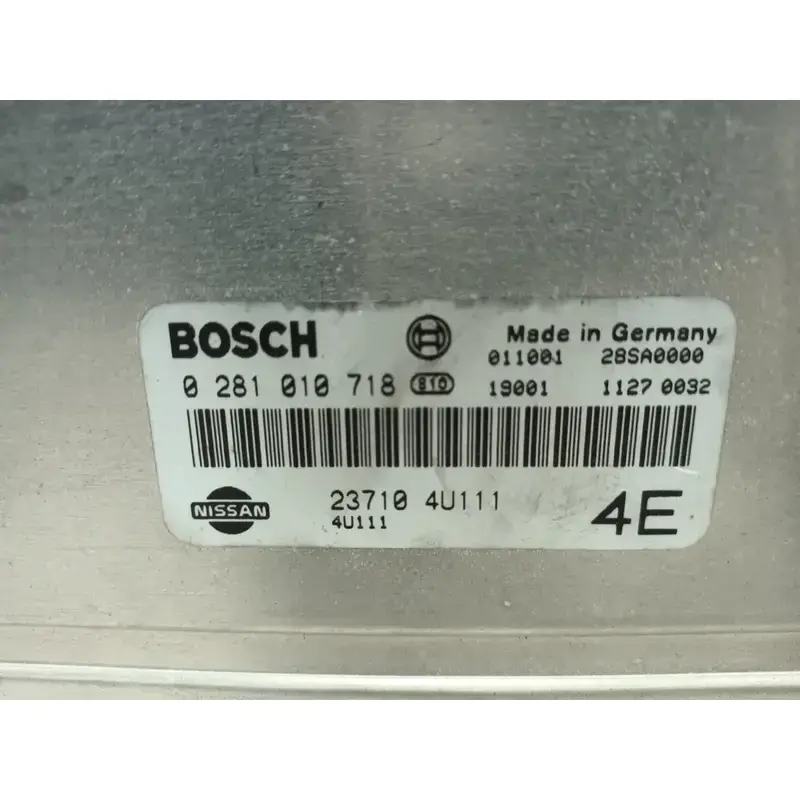 BOSCH
Made in Germany
011001 28SA0000
0 281 010 718 810
19001 1127 0032
NISSAN
23710 4U111
4U111
4E